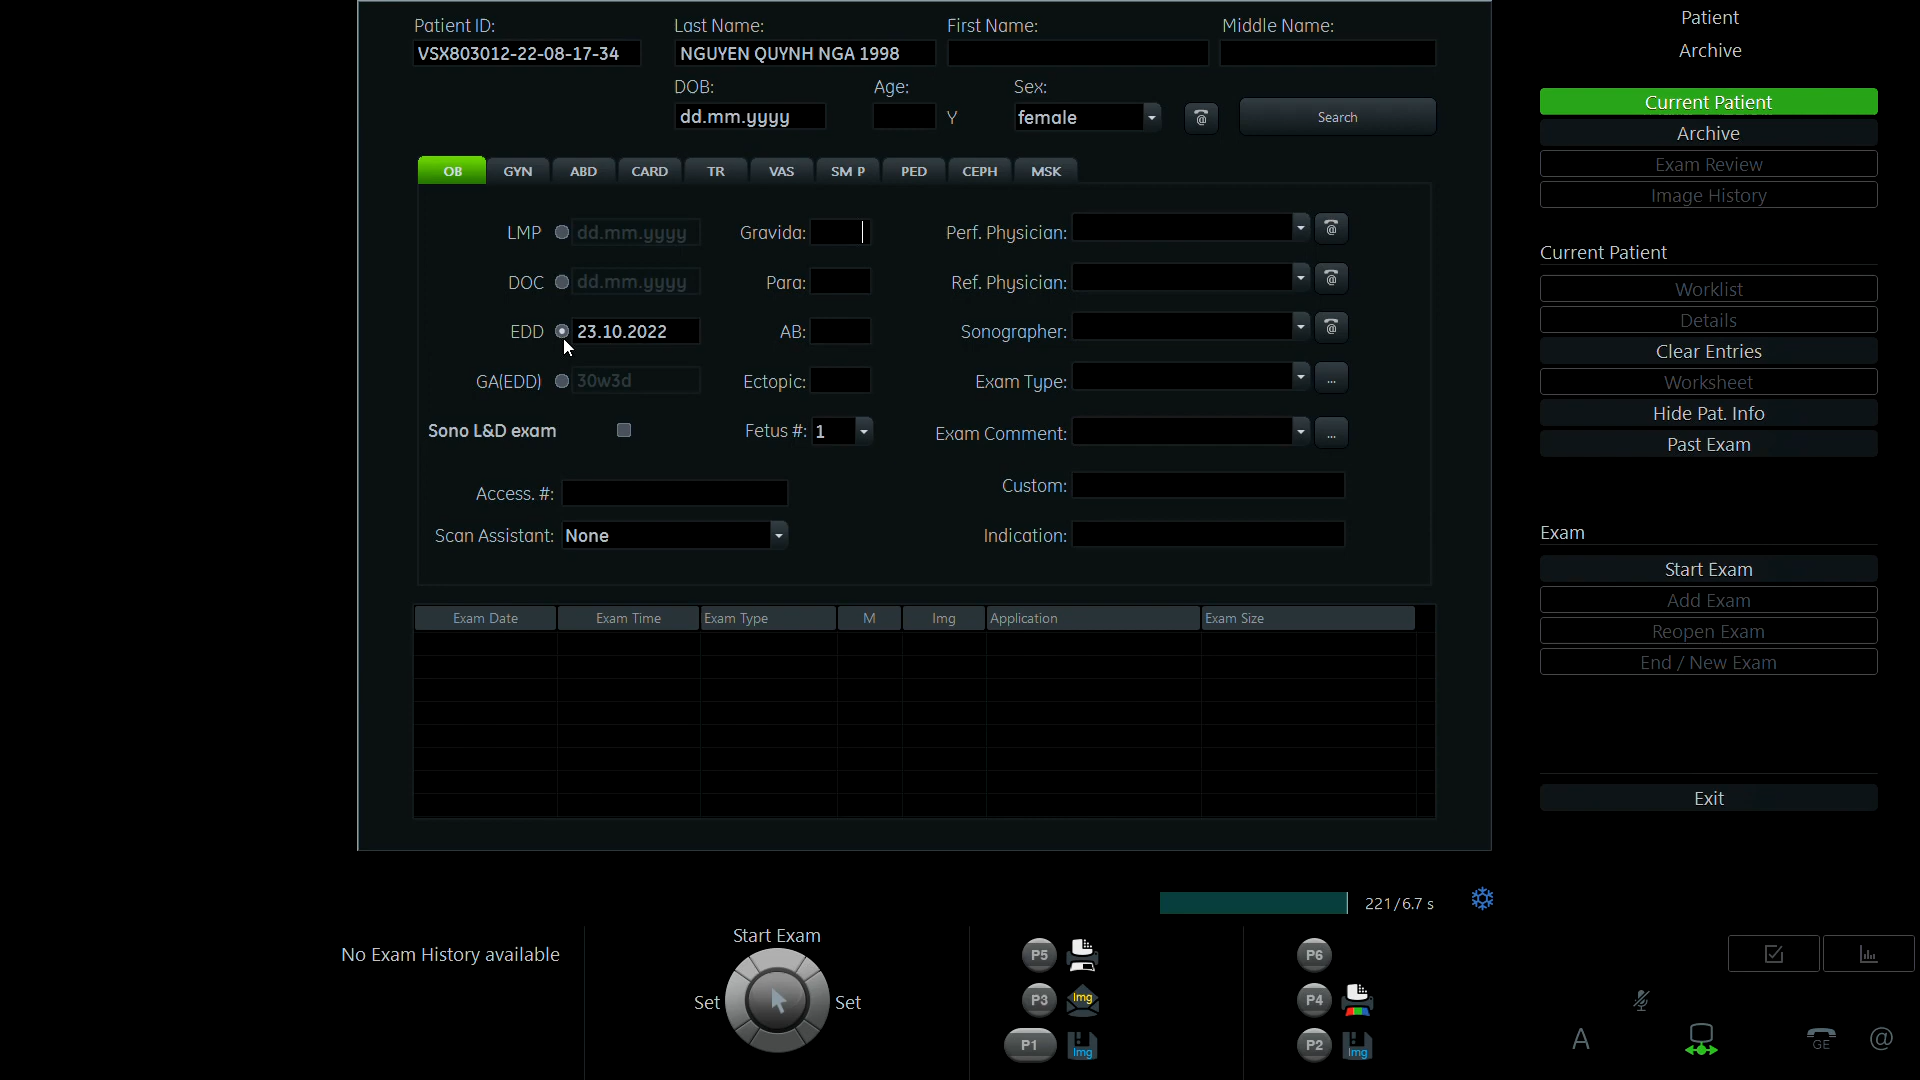 Patient ID: Last Name: First Name: Middle Name:
VSX803012-22-08-17-34 NGUYEN QUYNH NGA 1998
DOB: Age: Sex:
dd.mm.yyyy Y female @ Search
OB GYN ABD CARD TR VAS SM P PED CEPH MSK
LMP dd.mm.yyyy Gravida: Perf. Physician: @
DOC dd.mm.yyyy Para: Ref. Physician: @
EDD 23.10.2022 AB: Sonographer: @
GA(EDD) 30w3d Ectopic: Exam Type: ...
Sono L&D exam Fetus #: 1 Exam Comment: ...
Custom:
Access. #:
Scan Assistant: None Indication:
Exam Date Exam Time Exam Type M Img Application Exam Size
Patient
Archive
Current Patient
Archive
Exam Review
Image History
Current Patient
Worklist
Details
Clear Entries
Worksheet
Hide Pat. Info
Past Exam
Exam
Start Exam
Add Exam
Reopen Exam
End / New Exam
Exit
221/6.7 s
No Exam History available
Start Exam
Set Set
P5
P3 Img
P1 Img
P6
P4
P2 Img
A GE @